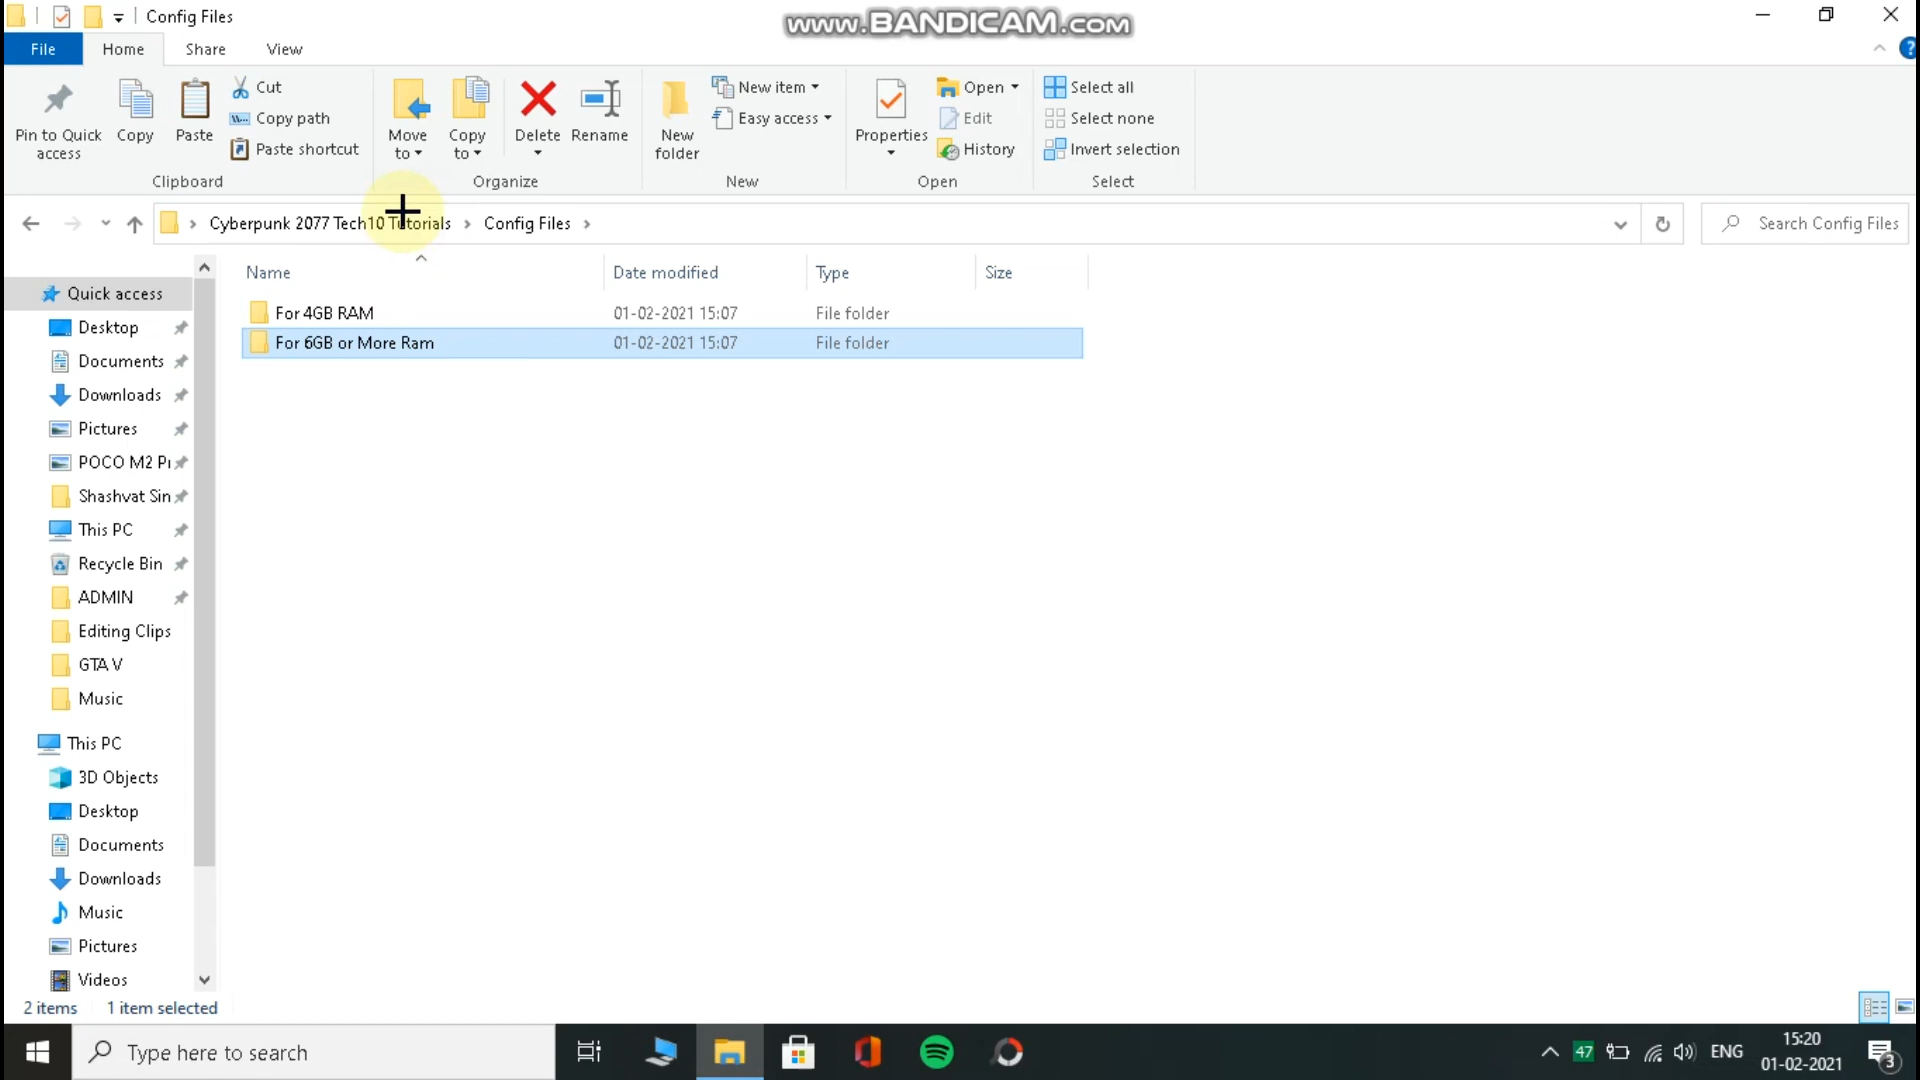 Config Files
www.BANDICAM.com
File
Home
Share
View
?
Pin to Quick access
Copy
Paste
Cut
Copy path
Paste shortcut
Clipboard
Move to
Copy to
Delete
Rename
Organize
New folder
New item
Easy access
New
Properties
Open
Edit
History
Open
Select all
Select none
Invert selection
Select
Cyberpunk 2077 Tech10 Tutorials
Config Files
Search Config Files
Name
Date modified
Type
Size
For 4GB RAM 01-02-2021 15:07 File folder
For 6GB or More Ram 01-02-2021 15:07 File folder
Quick access
Desktop
Documents
Downloads
Pictures
POCO M2 Pr
Shashvat Sin
This PC
Recycle Bin
ADMIN
Editing Clips
GTA V
Music
This PC
3D Objects
Desktop
Documents
Downloads
Music
Pictures
Videos
2 items
1 item selected
Type here to search
47
ENG
15:20
01-02-2021
3